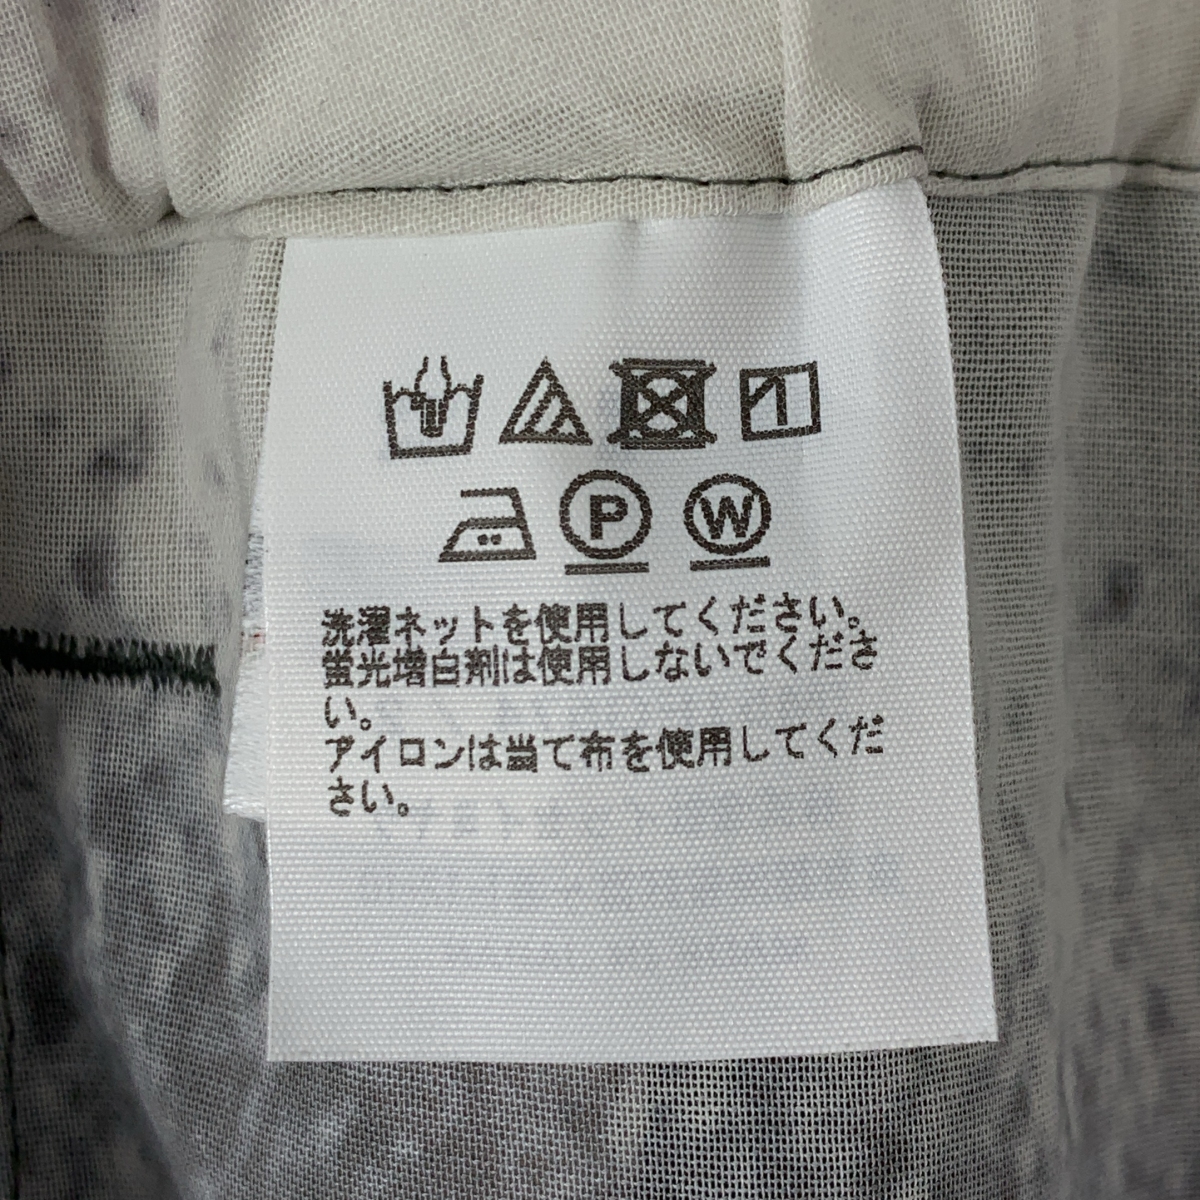 P W
洗濯ネットを使用してください。
蛍光増白剤は使用しないでくださ
い。
アイロンは当て布を使用してくだ
さい。